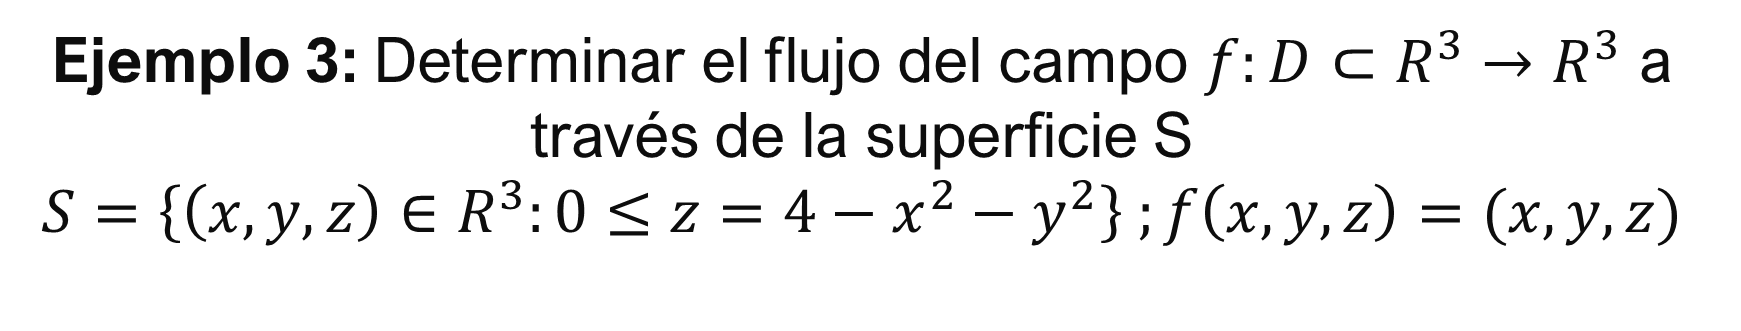 Ejemplo 3: Determinar el flujo del campo 𝑓: 𝐷 ⊂ 𝑅³ → 𝑅³ a
través de la superficie S
𝑆 = {(𝑥, 𝑦, 𝑧) ∈ 𝑅³: 0 ≤ 𝑧 = 4 − 𝑥² − 𝑦²} ; 𝑓(𝑥, 𝑦, 𝑧) = (𝑥, 𝑦, 𝑧)